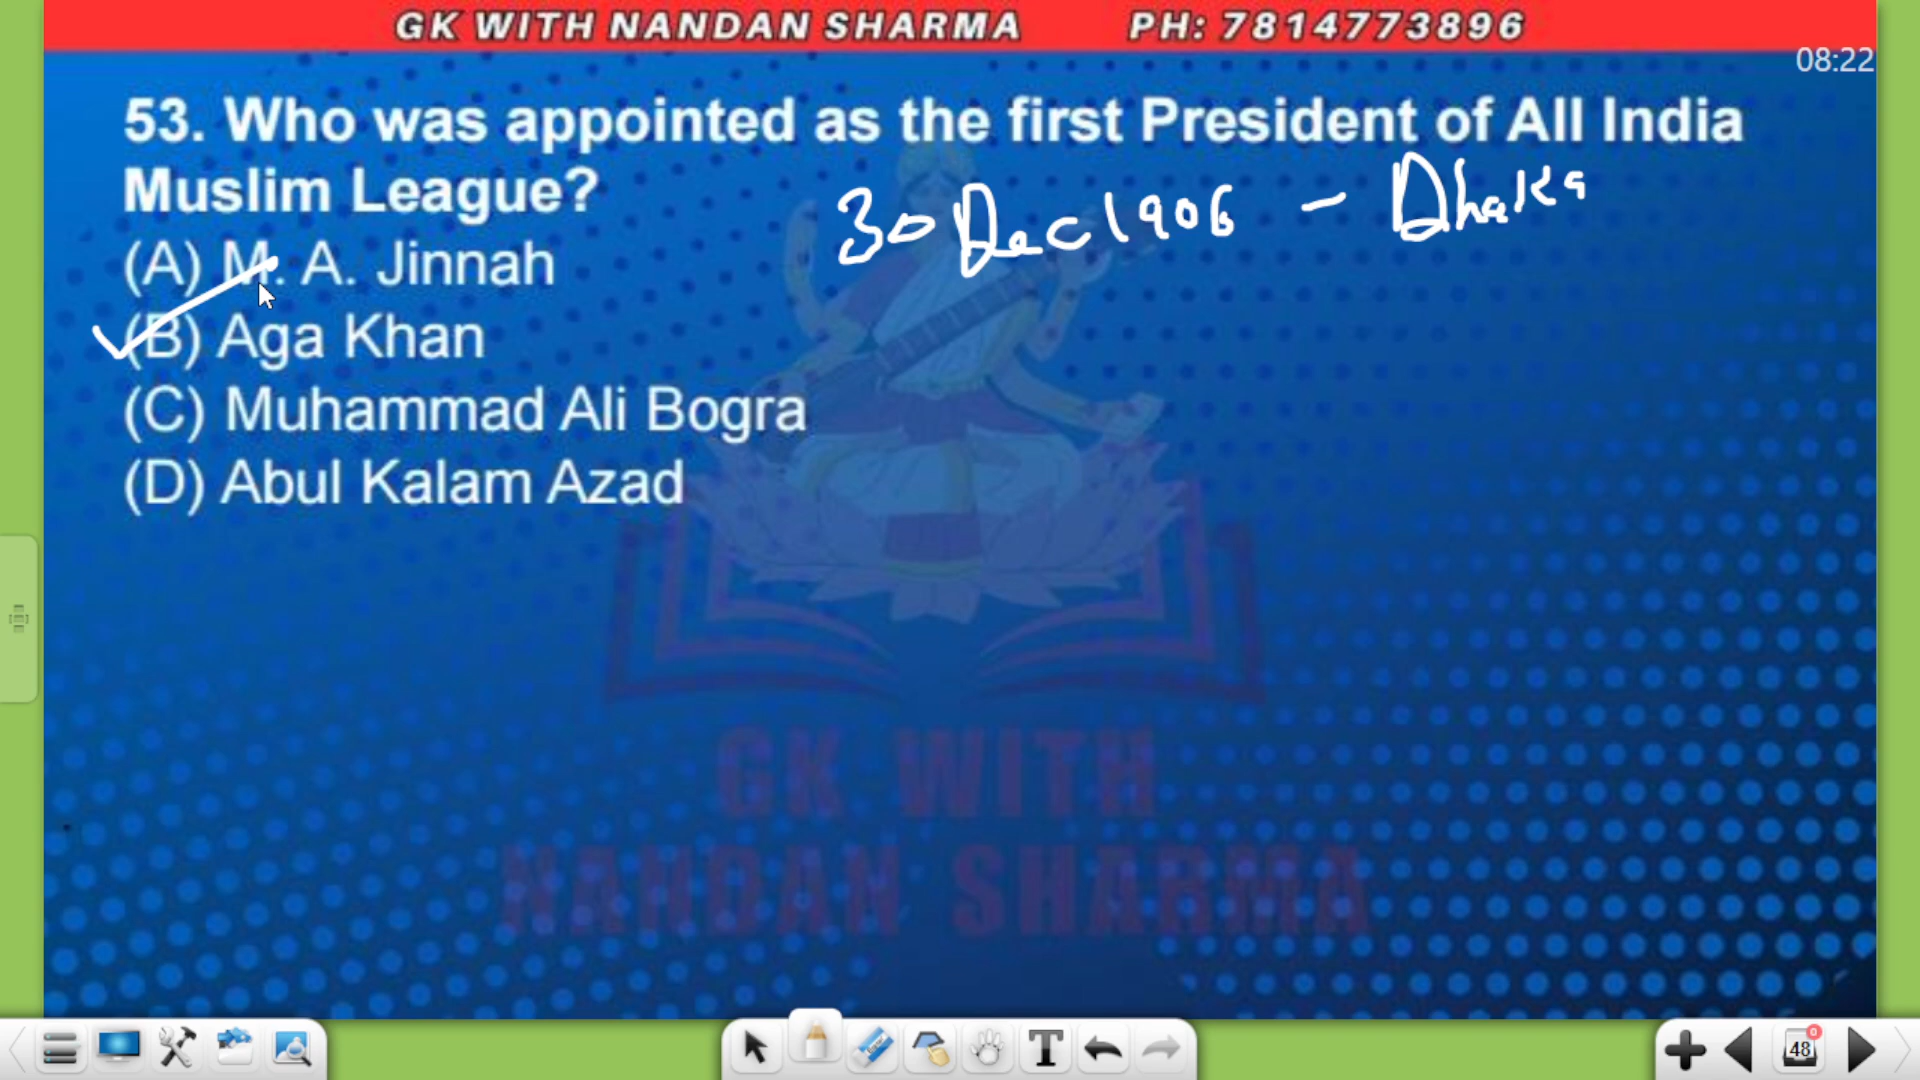 GK WITH NANDAN SHARMA PH: 7814773896
08:22
53. Who was appointed as the first President of All India
Muslim League?
30 Dec 1906 - Dhaka
(A) M. A. Jinnah
(B) Aga Khan
(C) Muhammad Ali Bogra
(D) Abul Kalam Azad
GK WITH
NANDAN SHARMA
T
48
0